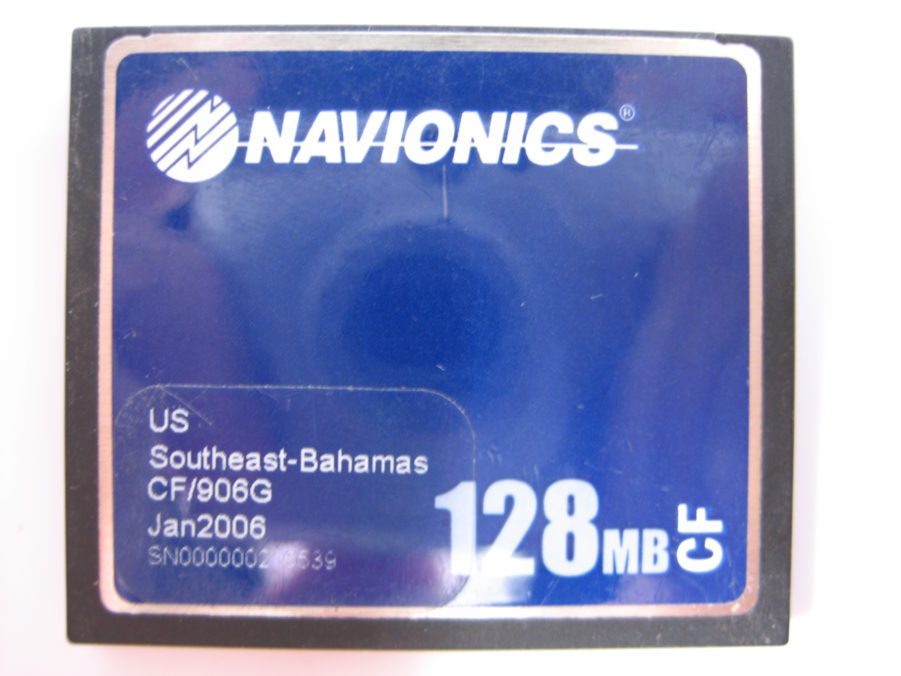 NAVIONICS®
US
Southeast-Bahamas
CF/906G
Jan2006
128MB CF